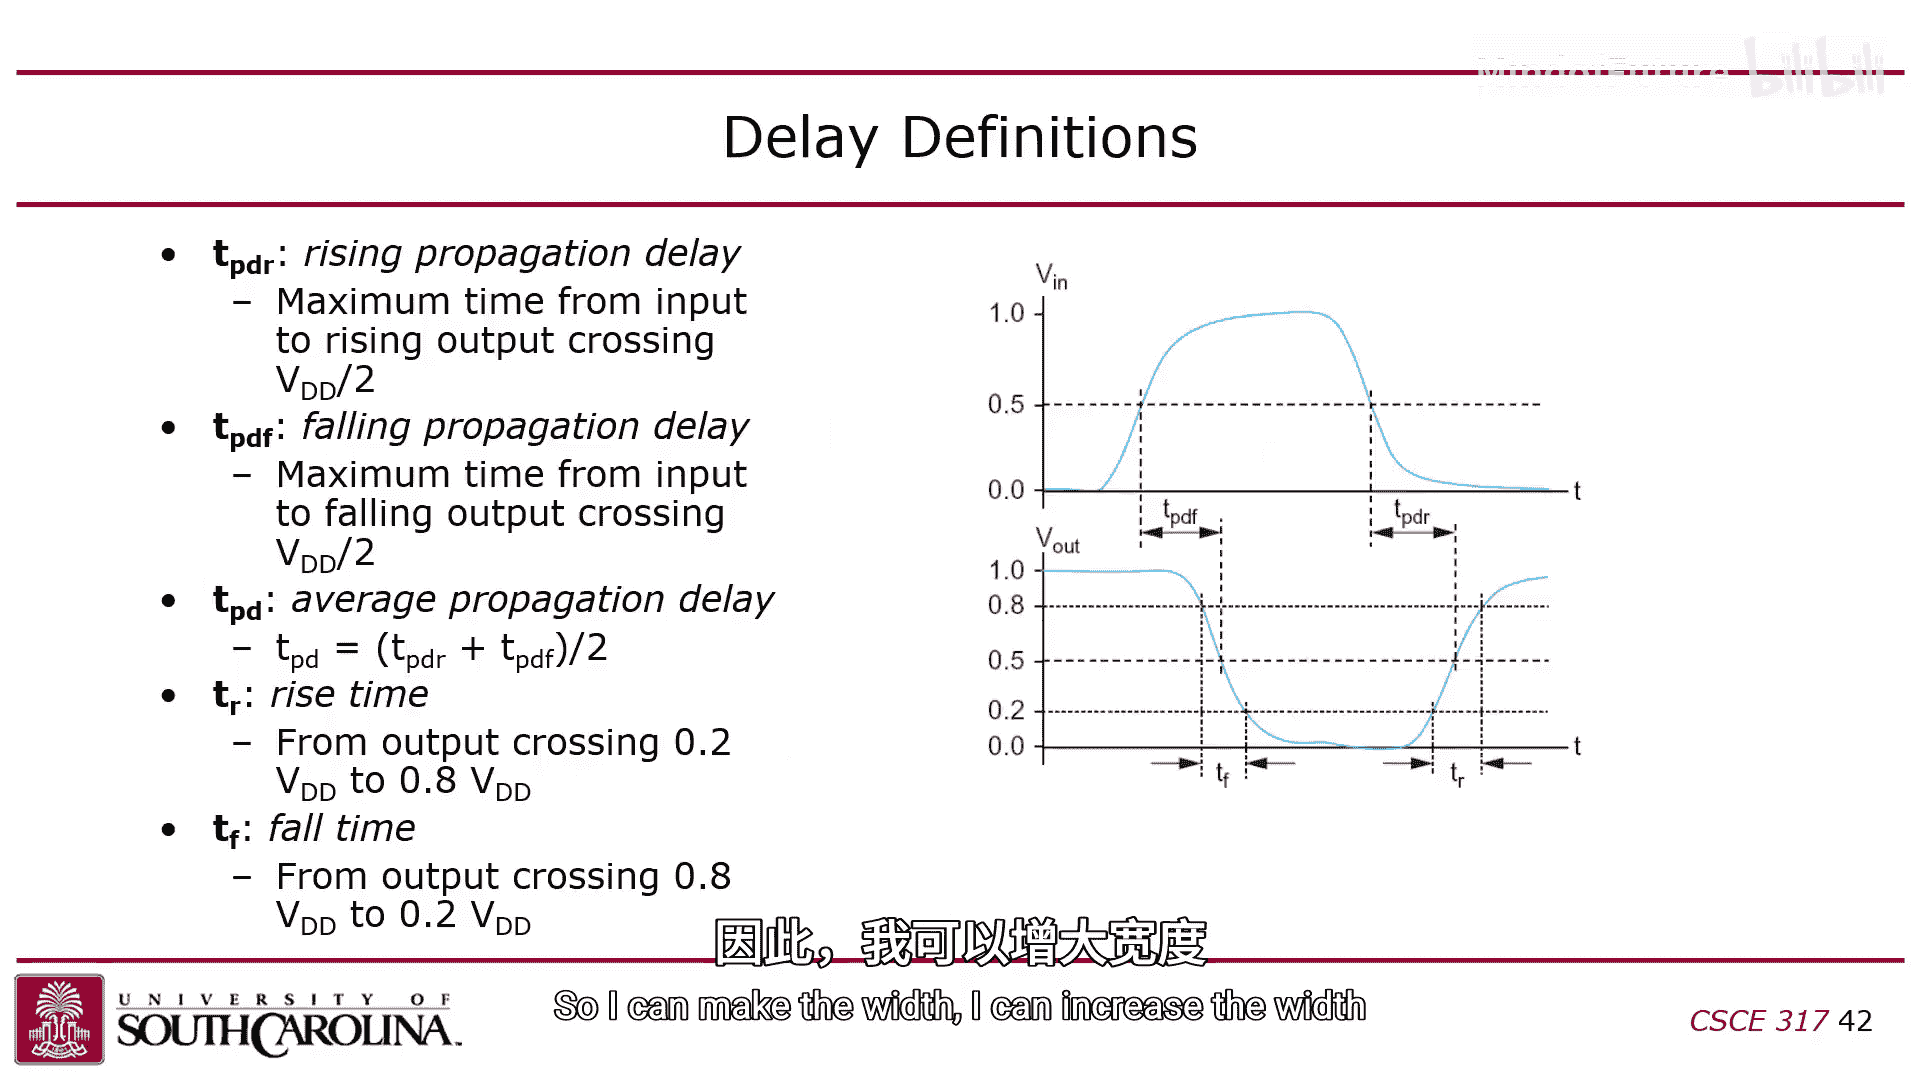 bilibili
Delay Definitions
• tpdr: rising propagation delay
– Maximum time from input
to rising output crossing
VDD/2
• tpdf: falling propagation delay
– Maximum time from input
to falling output crossing
VDD/2
• tpd: average propagation delay
– tpd = (tpdr + tpdf)/2
• tr: rise time
– From output crossing 0.2
VDD to 0.8 VDD
• tf: fall time
– From output crossing 0.8
VDD to 0.2 VDD
Vin
1.0
0.5
0.0
t
tpdf
tpdr
Vout
1.0
0.8
0.5
0.2
0.0
t
tf
tr
因此，我可以增大宽度
So I can make the width, I can increase the width
UNIVERSITY OF
SOUTH CAROLINA
CSCE 317 42